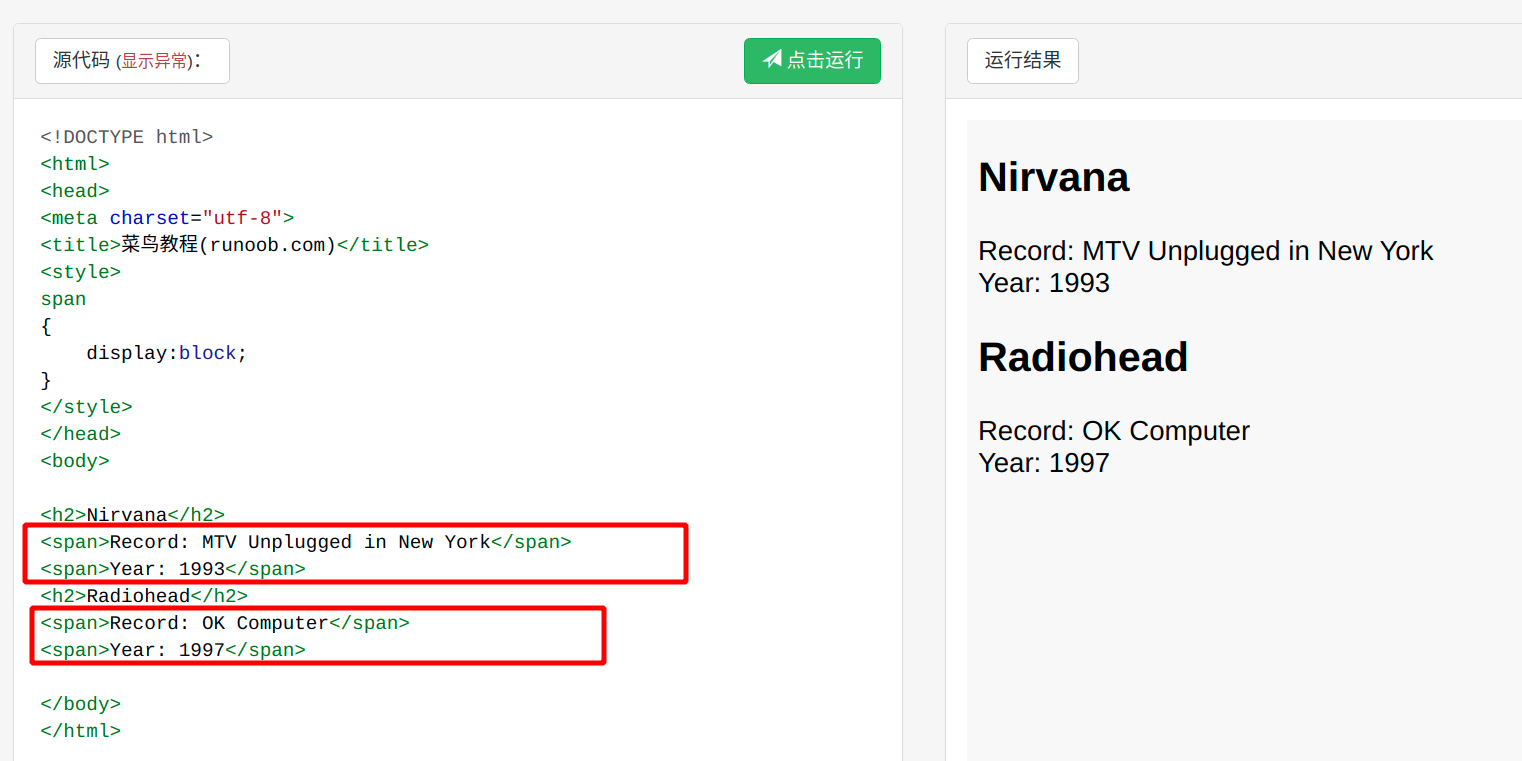 源代码 (显示异常)：
点击运行
<!DOCTYPE html>
<html>
<head>
<meta charset="utf-8">
<title>菜鸟教程(runoob.com)</title>
<style>
span
{
    display:block;
}
</style>
</head>
<body>
<h2>Nirvana</h2>
<span>Record: MTV Unplugged in New York</span>
<span>Year: 1993</span>
<h2>Radiohead</h2>
<span>Record: OK Computer</span>
<span>Year: 1997</span>
</body>
</html>
运行结果
Nirvana
Record: MTV Unplugged in New York
Year: 1993
Radiohead
Record: OK Computer
Year: 1997